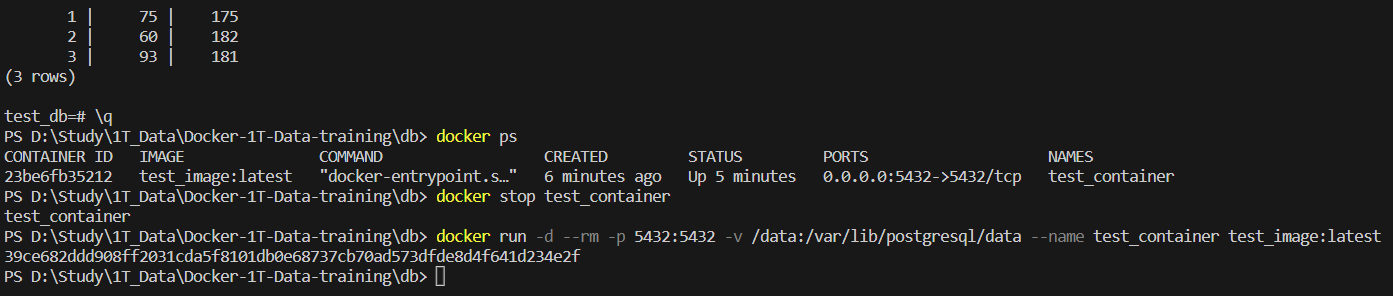 1 | 75 | 175
2 | 60 | 182
3 | 93 | 181
(3 rows)
test_db=# \q
PS D:\Study\1T_Data\Docker-1T-Data-training\db> docker ps
CONTAINER ID IMAGE COMMAND CREATED STATUS PORTS NAMES
23be6fb35212 test_image:latest "docker-entrypoint.s…" 6 minutes ago Up 5 minutes 0.0.0.0:5432->5432/tcp test_container
PS D:\Study\1T_Data\Docker-1T-Data-training\db> docker stop test_container
test_container
PS D:\Study\1T_Data\Docker-1T-Data-training\db> docker run -d --rm -p 5432:5432 -v /data:/var/lib/postgresql/data --name test_container test_image:latest
39ce682ddd908ff2031cda5f8101db0e68737cb70ad573dfde8d4f641d234e2f
PS D:\Study\1T_Data\Docker-1T-Data-training\db>